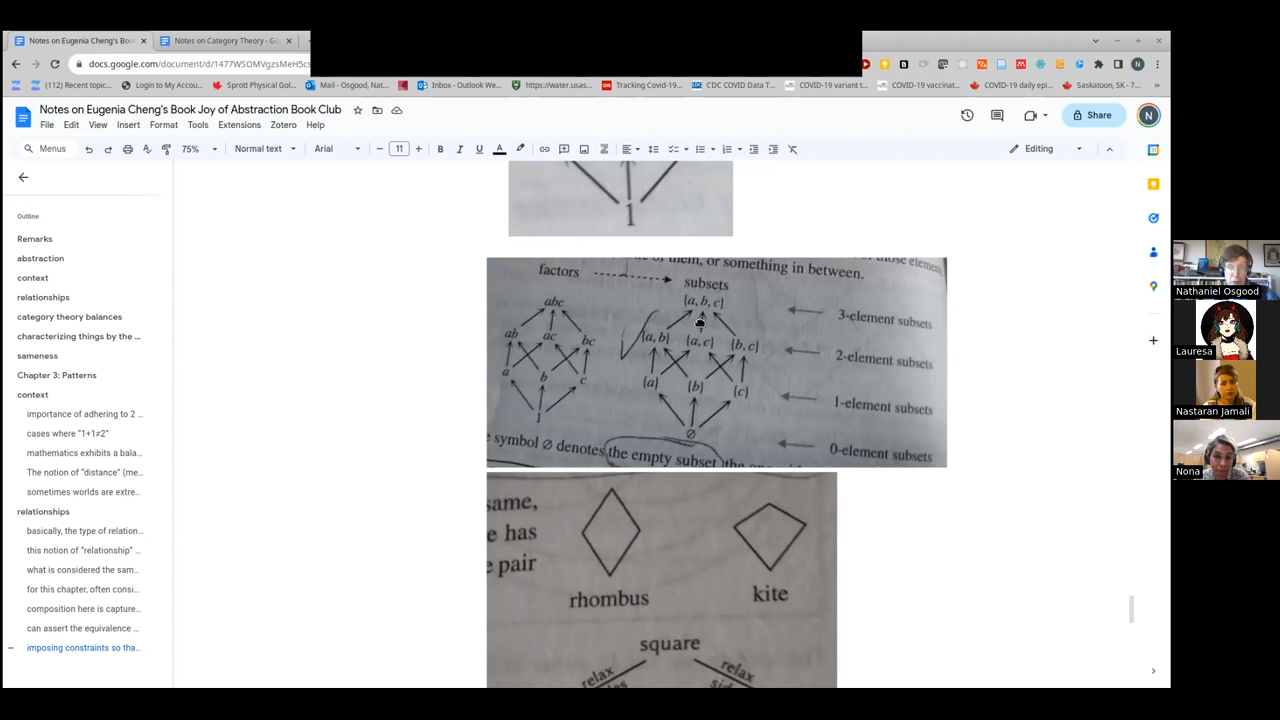 Notes on Eugenia Cheng's Boo
Notes on Category Theory - Go
docs.google.com/document/d/1477WSOMVgzsMeH5cs
(112) Recent topic...
Login to My Accou...
Sprott Physical Gol...
Mail - Osgood, Nat...
Inbox - Outlook We...
https://water.usas...
Tracking Covid-19...
CDC COVID Data T...
COVID-19 variant t...
COVID-19 vaccinat...
COVID-19 daily epi...
Saskatoon, SK - 7...
Notes on Eugenia Cheng's Book Joy of Abstraction Book Club
File Edit View Insert Format Tools Extensions Zotero Help
Share
N
Menus
75%
Normal text
Arial
11
B I U A
Editing
Outline
Remarks
abstraction
context
relationships
category theory balances
characterizing things by the...
sameness
Chapter 3: Patterns
context
importance of adhering to 2 ...
cases where "1+1≠2"
mathematics exhibits a bala...
The notion of "distance" (me...
sometimes worlds are extre...
relationships
basically, the type of relation...
this notion of "relationship" ...
what is considered the sam...
for this chapter, often consi...
composition here is capture...
can assert the equivalence ...
imposing constraints so tha...
1
of them, or something in between.
factors
subsets
abc
{a, b, c}
3-element subsets
ab ac bc
{a, b} {a, c} {b, c}
2-element subsets
a b c
{a} {b} {c}
1-element subsets
1
∅
0-element subsets
symbol ∅ denotes the empty subset
same,
e has
e pair
rhombus
kite
square
relax
relax
Nathaniel Osgood
Lauresa
Nastaran Jamali
Nona